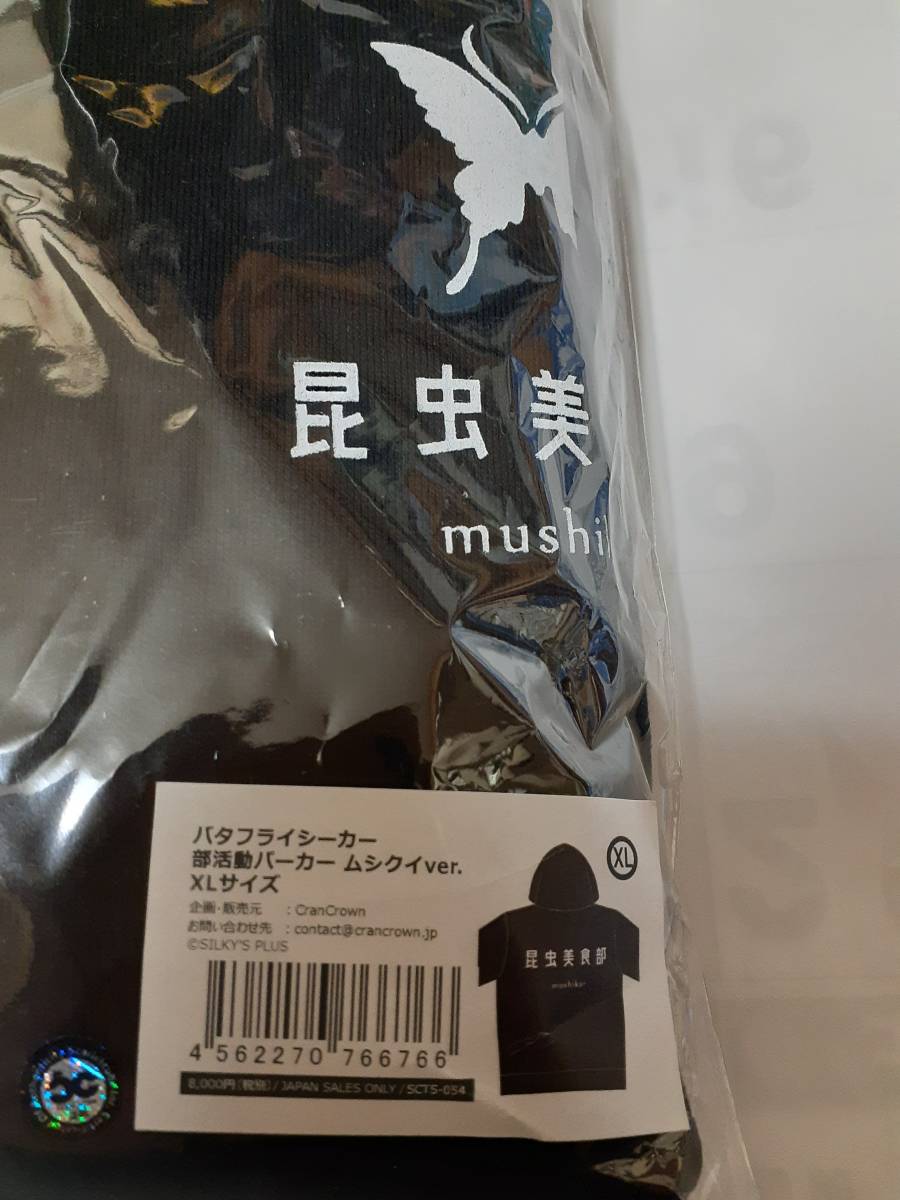 昆虫美
mushi
バタフライシーカー
部活動パーカー ムシクイver.
XLサイズ
XL
企画・販売元 : CranCrown
お問い合わせ先 : contact@crancrown.jp
©SILKY'S PLUS
昆虫美食部
4 562270 766766
8,000円(税別) / JAPAN SALES ONLY / SCTS-054